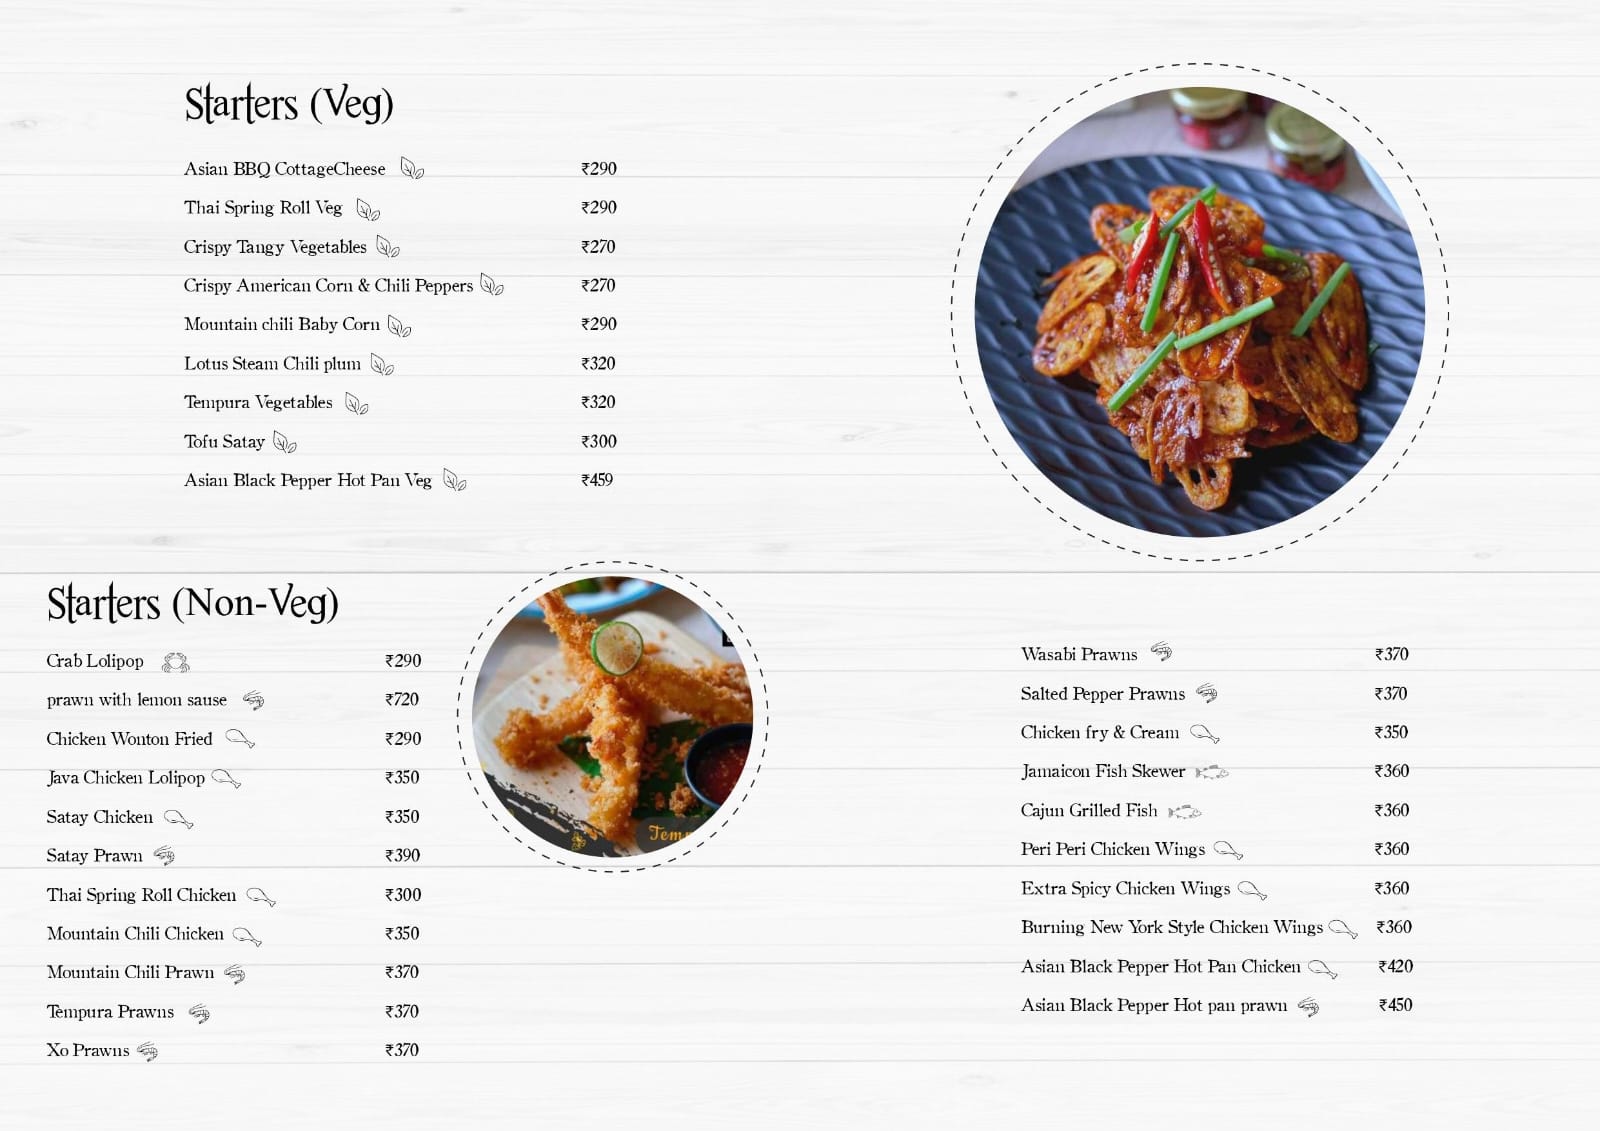 Starters (Veg)
Asian BBQ CottageCheese ₹290
Thai Spring Roll Veg ₹290
Crispy Tangy Vegetables ₹270
Crispy American Corn & Chili Peppers ₹270
Mountain chili Baby Corn ₹290
Lotus Steam Chili plum ₹320
Tempura Vegetables ₹320
Tofu Satay ₹300
Asian Black Pepper Hot Pan Veg ₹459
Starters (Non-Veg)
Crab Lolipop ₹290
prawn with lemon sause ₹720
Chicken Wonton Fried ₹290
Java Chicken Lolipop ₹350
Satay Chicken ₹350
Satay Prawn ₹390
Thai Spring Roll Chicken ₹300
Mountain Chili Chicken ₹350
Mountain Chili Prawn ₹370
Tempura Prawns ₹370
Xo Prawns ₹370
Wasabi Prawns ₹370
Salted Pepper Prawns ₹370
Chicken fry & Cream ₹350
Jamaicon Fish Skewer ₹360
Cajun Grilled Fish ₹360
Peri Peri Chicken Wings ₹360
Extra Spicy Chicken Wings ₹360
Burning New York Style Chicken Wings ₹360
Asian Black Pepper Hot Pan Chicken ₹420
Asian Black Pepper Hot pan prawn ₹450